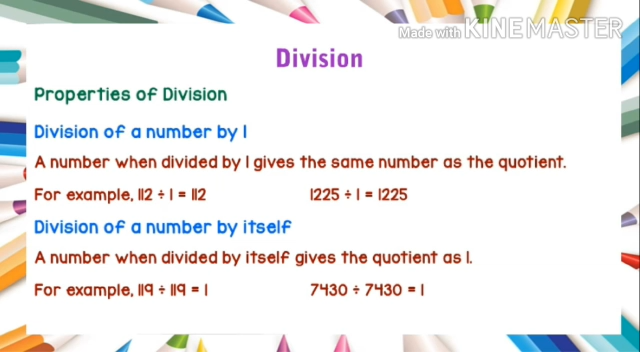 Made with KINEMASTER
Division
Properties of Division
Division of a number by 1
A number when divided by 1 gives the same number as the quotient.
For example, 112 ÷ 1 = 112 1225 ÷ 1 = 1225
Division of a number by itself
A number when divided by itself gives the quotient as 1.
For example, 119 ÷ 119 = 1 7430 ÷ 7430 = 1